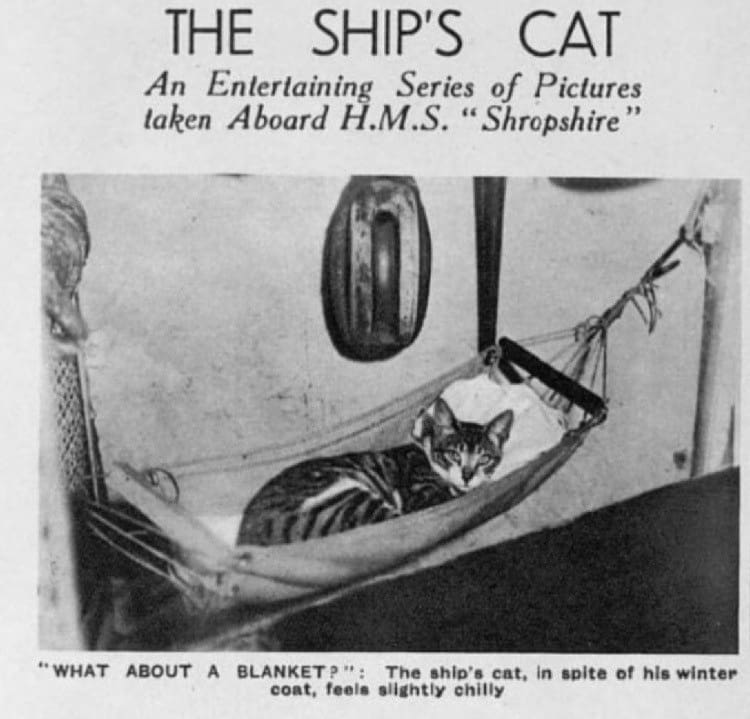 THE SHIP'S CAT
An Entertaining Series of Pictures
taken Aboard H.M.S. "Shropshire"
"WHAT ABOUT A BLANKET?": The ship's cat, in spite of his winter
coat, feels slightly chilly